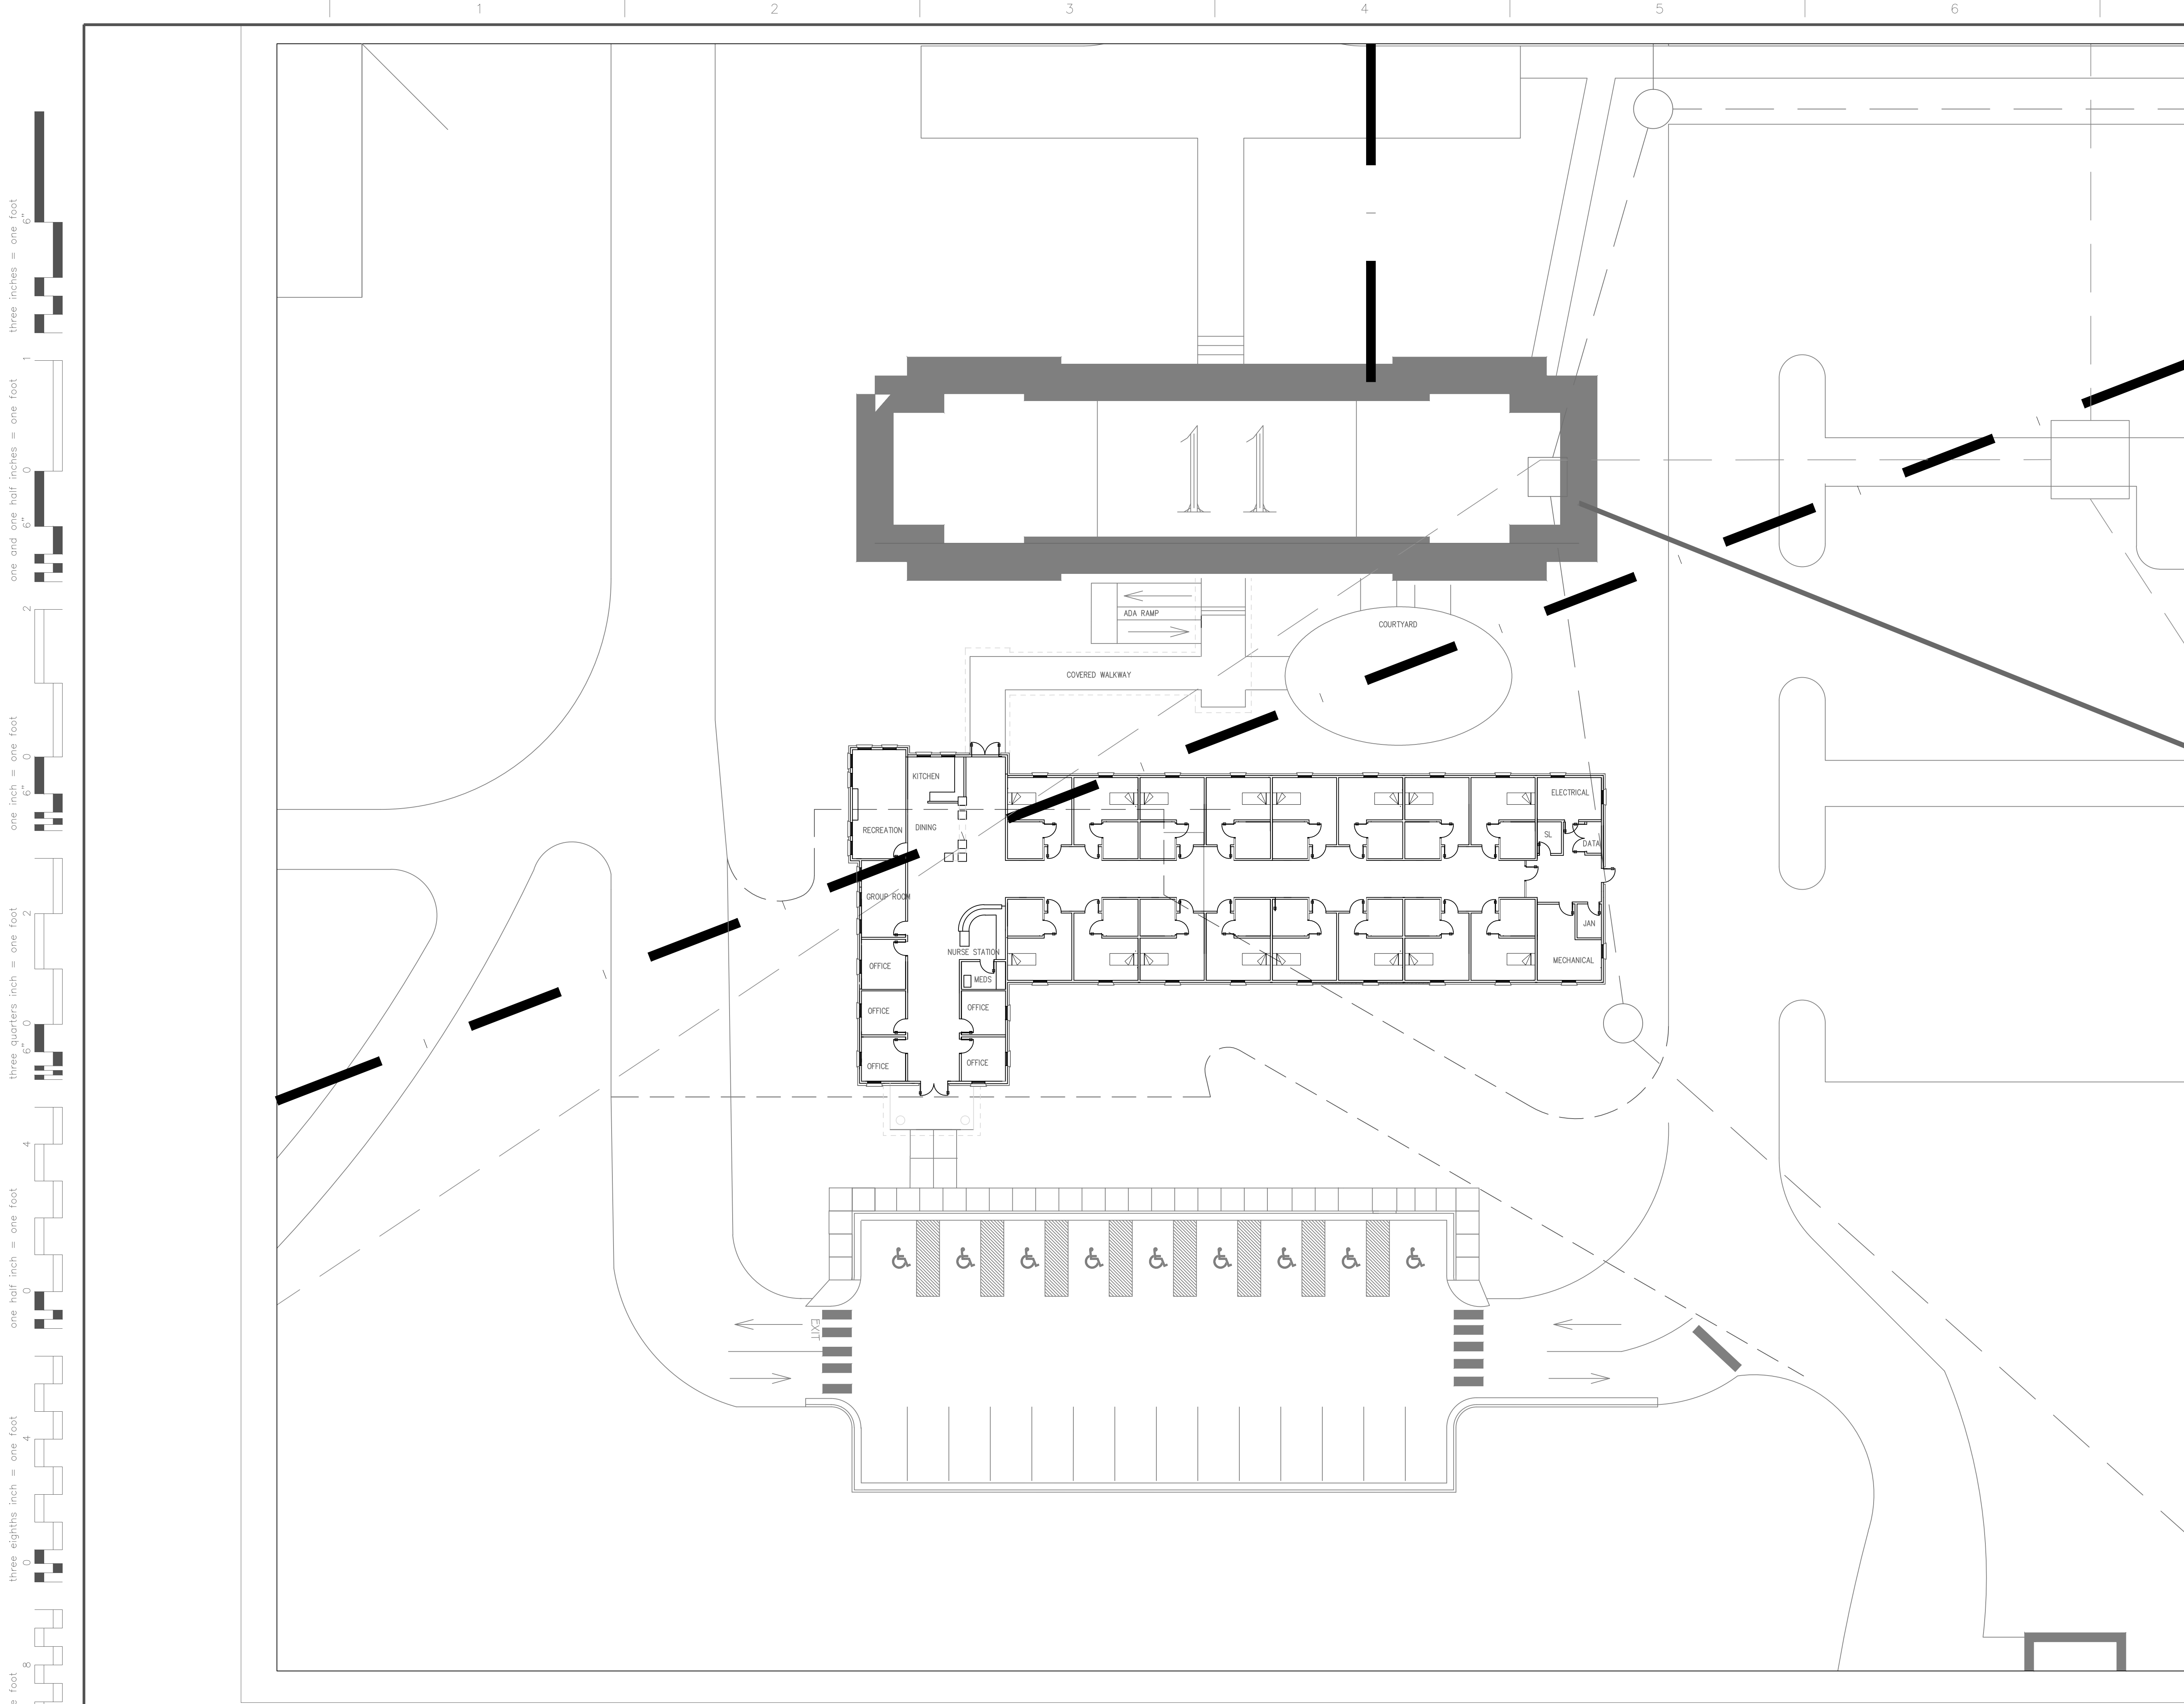 1 2 3 4 5 6
three inches = one foot
6"
one and one half inches = one foot
1 0 6"
one inch = one foot
2 0 6"
three quarters inch = one foot
2 0 6"
one half inch = one foot
4 0
three eighths inch = one foot
4 0
8
e foot
11
ADA RAMP
COURTYARD
COVERED WALKWAY
KITCHEN
ELECTRICAL
RECREATION
DINING
SL
DATA
GROUP ROOM
JAN
NURSE STATION
MECHANICAL
OFFICE
MEDS
OFFICE
OFFICE
OFFICE
OFFICE
EXIT